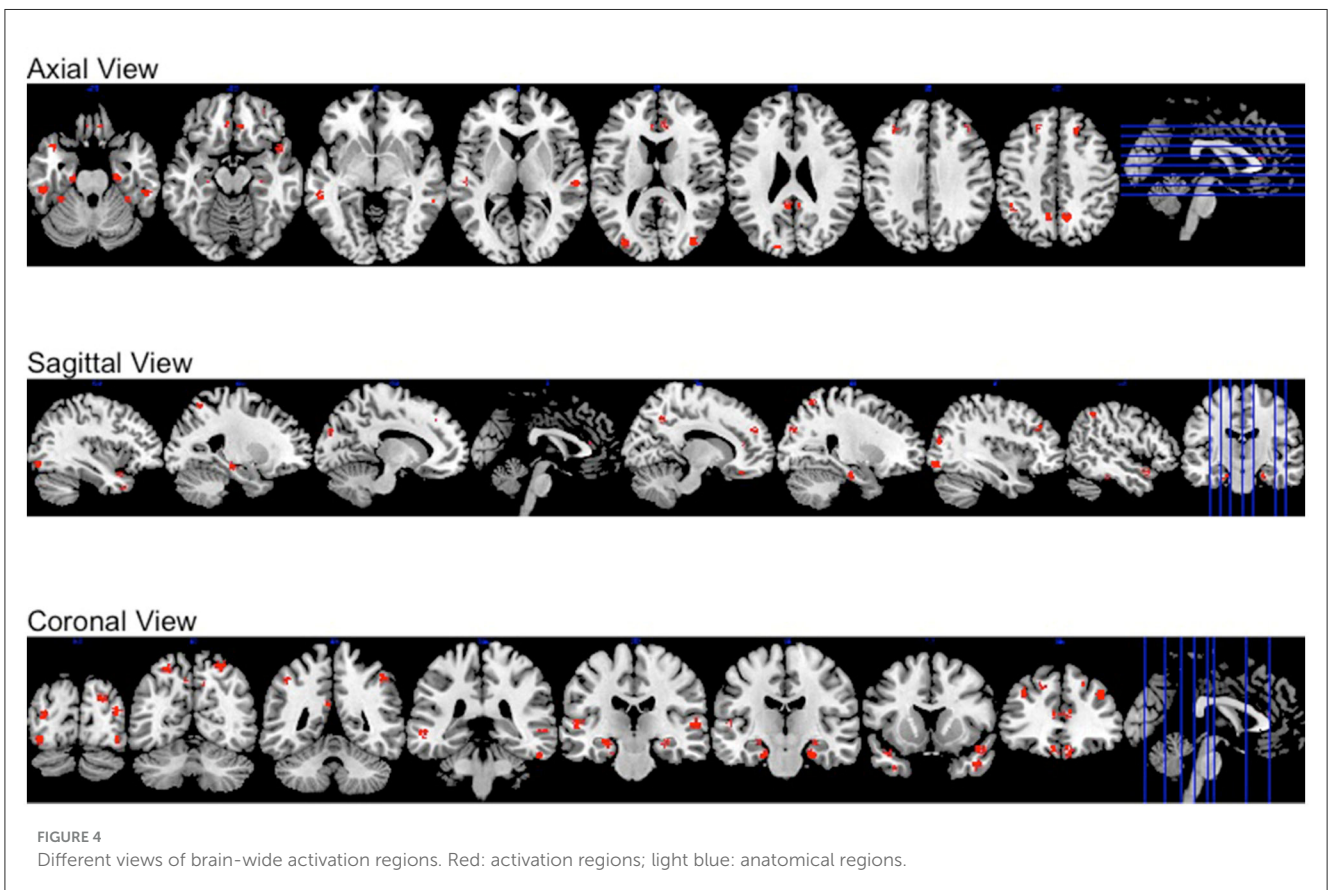 Axial View
Sagittal View
Coronal View
FIGURE 4
Different views of brain-wide activation regions. Red: activation regions; light blue: anatomical regions.